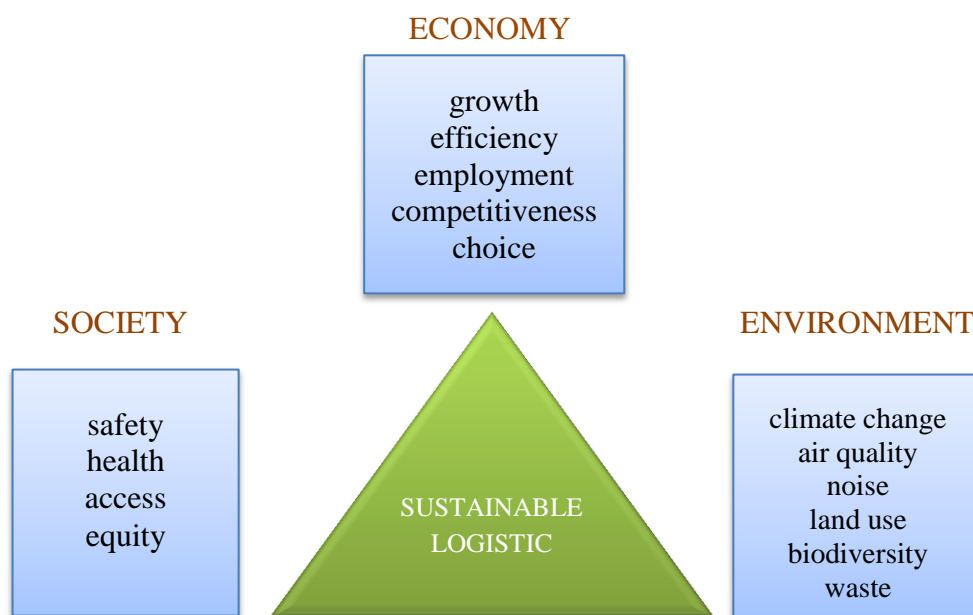 ECONOMY
growth
efficiency
employment
competitiveness
choice
SOCIETY
safety
health
access
equity
SUSTAINABLE
LOGISTIC
ENVIRONMENT
climate change
air quality
noise
land use
biodiversity
waste